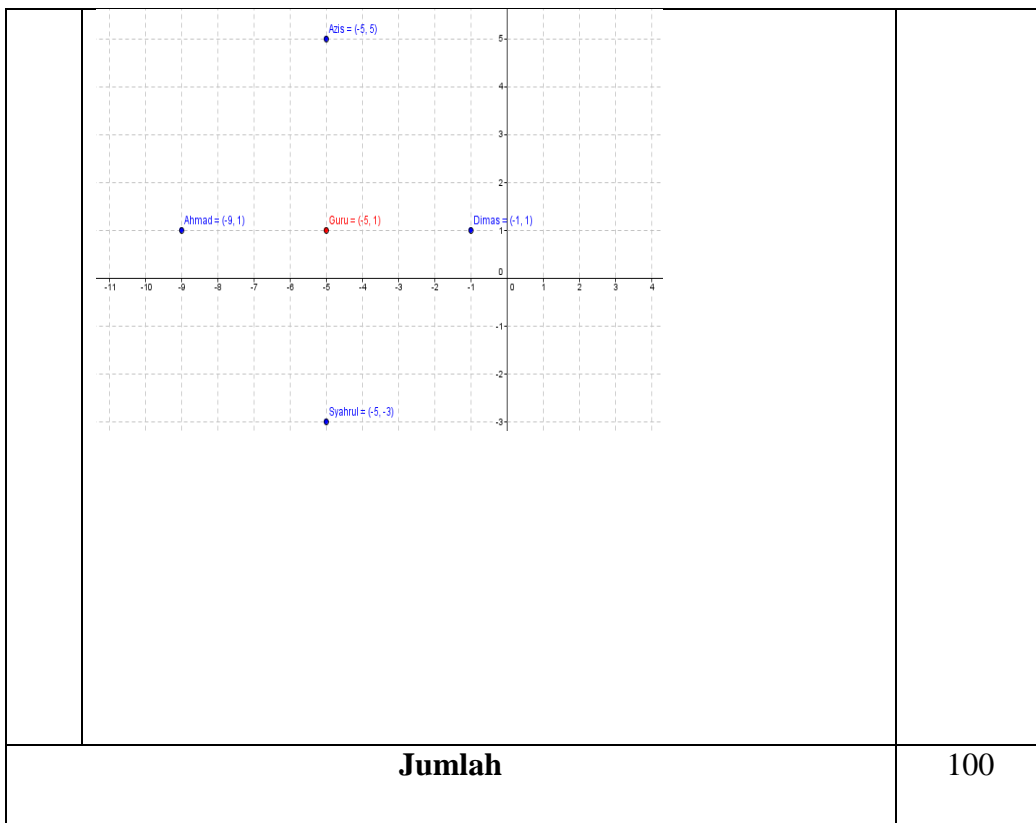 Azis = (-5, 5)
5
4
3
2
Ahmad = (-9, 1)
Guru = (-5, 1)
Dimas = (-1, 1)
1
0
-11 -10 -9 -8 -7 -6 -5 -4 -3 -2 -1 0 1 2 3 4
-1
-2
Syahrul = (-5, -3)
-3
Jumlah 100